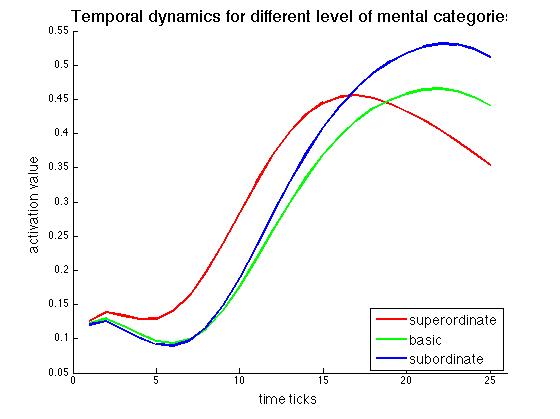 Temporal dynamics for different level of mental categories
0.55
0.5
0.45
0.4
0.35
0.3
0.25
0.2
0.15
0.1
0.05
activation value
0 5 10 15 20 25
time ticks
superordinate
basic
subordinate